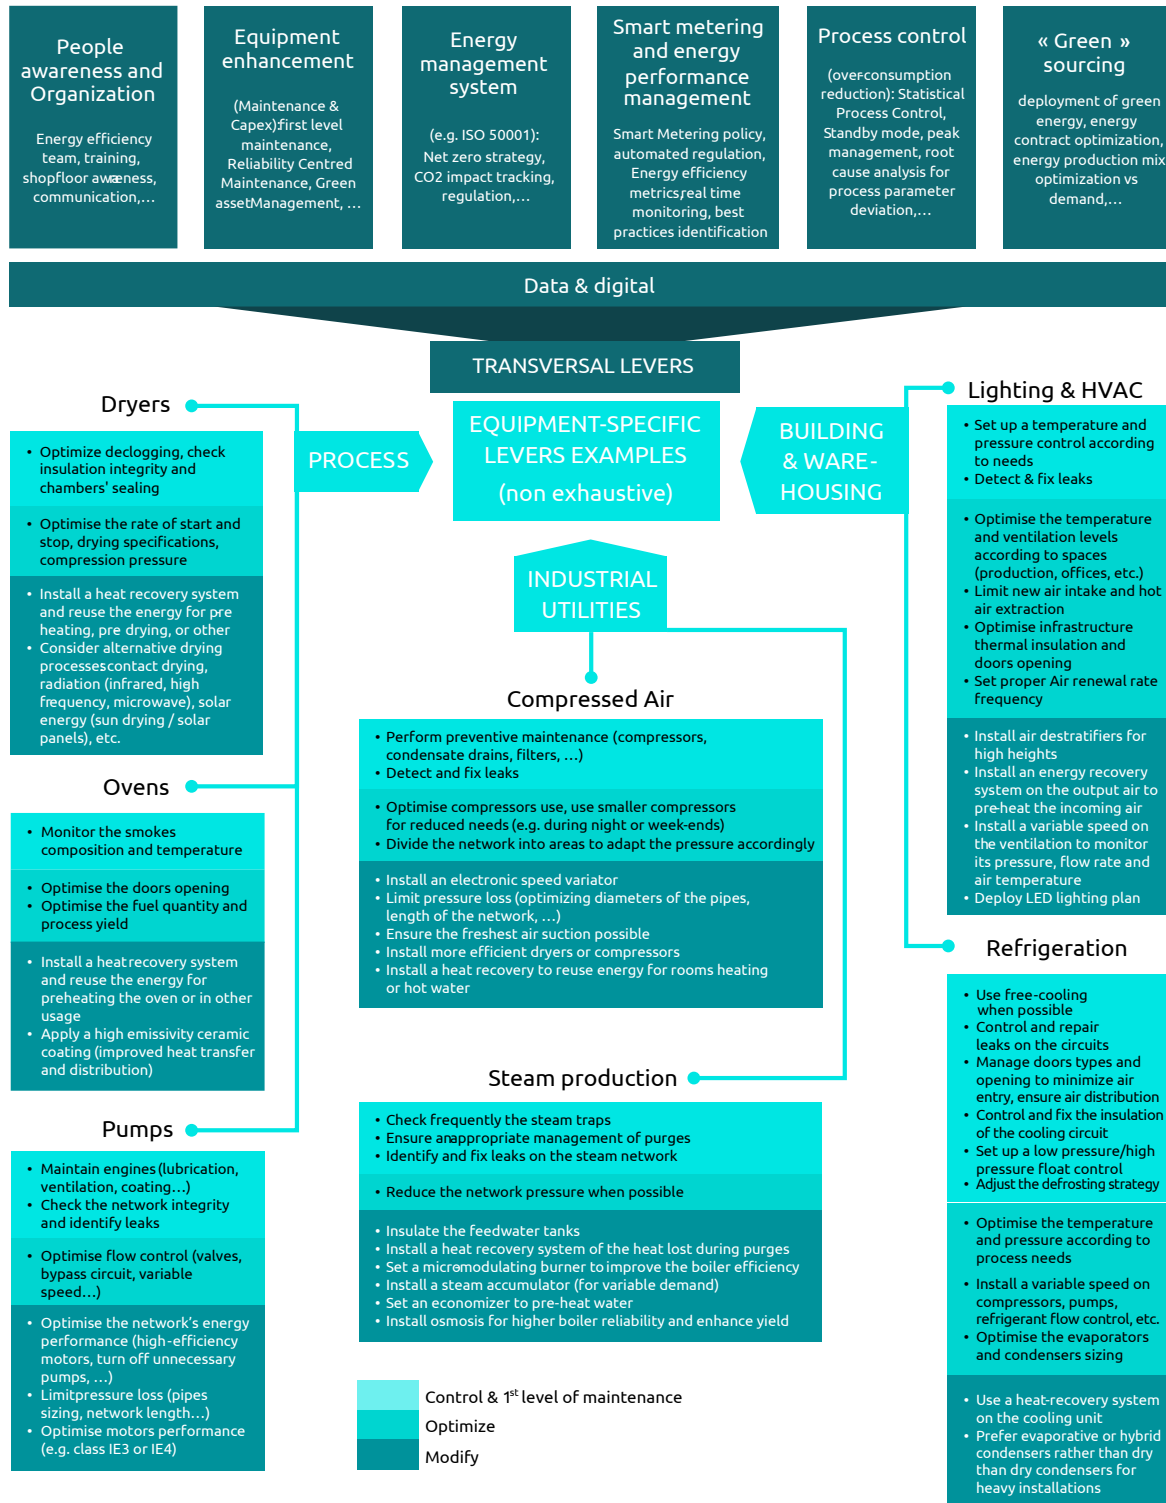 People
awareness and
Organization
Energy efficiency
team, training,
shopfloor awareness,
communication,...
Equipment
enhancement
(Maintenance &
Capex):first level
maintenance,
Reliability Centred
Maintenance, Green
assetManagement, ...
Energy
management
system
(e.g. ISO 50001):
Net zero strategy,
CO2 impact tracking,
regulation,...
Smart metering
and energy
performance
management
Smart Metering policy,
automated regulation,
Energy efficiency
metrics,real time
monitoring, best
practices identification
Process control
(over-consumption
reduction): Statistical
Process Control,
Standby mode, peak
management, root
cause analysis for
process parameter
deviation,...
« Green »
sourcing
deployment of green
energy, energy
contract optimization,
energy production mix
optimization vs
demand,...
Data & digital
TRANSVERSAL LEVERS
EQUIPMENT-SPECIFIC
LEVERS EXAMPLES
(non exhaustive)
PROCESS
BUILDING
& WARE-
HOUSING
INDUSTRIAL
UTILITIES
Dryers
• Optimize declogging, check
insulation integrity and
chambers' sealing
• Optimise the rate of start and
stop, drying specifications,
compression pressure
• Install a heat recovery system
and reuse the energy for pre
heating, pre drying, or other
• Consider alternative drying
processes:contact drying,
radiation (infrared, high
frequency, microwave), solar
energy (sun drying / solar
panels), etc.
Ovens
• Monitor the smokes
composition and temperature
• Optimise the doors opening
• Optimise the fuel quantity and
process yield
• Install a heat recovery system
and reuse the energy for
preheating the oven or in other
usage
• Apply a high emissivity ceramic
coating (improved heat transfer
and distribution)
Pumps
• Maintain engines (lubrication,
ventilation, coating...)
• Check the network integrity
and identify leaks
• Optimise flow control (valves,
bypass circuit, variable
speed...)
• Optimise the network's energy
performance (high-efficiency
motors, turn off unnecessary
pumps, ...)
• Limitpressure loss (pipes
sizing, network length...)
• Optimise motors performance
(e.g. class IE3 or IE4)
Compressed Air
• Perform preventive maintenance (compressors,
condensate drains, filters, ...)
• Detect and fix leaks
• Optimise compressors use, use smaller compressors
for reduced needs (e.g. during night or week-ends)
• Divide the network into areas to adapt the pressure accordingly
• Install an electronic speed variator
• Limit pressure loss (optimizing diameters of the pipes,
length of the network, ...)
• Ensure the freshest air suction possible
• Install more efficient dryers or compressors
• Install a heat recovery to reuse energy for rooms heating
or hot water
Steam production
• Check frequently the steam traps
• Ensure an appropriate management of purges
• Identify and fix leaks on the steam network
• Reduce the network pressure when possible
• Insulate the feedwater tanks
• Install a heat recovery system of the heat lost during purges
• Set a micro-modulating burner to improve the boiler efficiency
• Install a steam accumulator (for variable demand)
• Set an economizer to pre-heat water
• Install osmosis for higher boiler reliability and enhance yield
Control & 1st level of maintenance
Optimize
Modify
Lighting & HVAC
• Set up a temperature and
pressure control according
to needs
• Detect & fix leaks
• Optimise the temperature
and ventilation levels
according to spaces
(production, offices, etc.)
• Limit new air intake and hot
air extraction
• Optimise infrastructure
thermal insulation and
doors opening
• Set proper Air renewal rate
frequency
• Install air destratifiers for
high heights
• Install an energy recovery
system on the output air to
pre-heat the incoming air
• Install a variable speed on
the ventilation to monitor
its pressure, flow rate and
air temperature
• Deploy LED lighting plan
Refrigeration
• Use free-cooling
when possible
• Control and repair
leaks on the circuits
• Manage doors types and
opening to minimize air
entry, ensure air distribution
• Control and fix the insulation
of the cooling circuit
• Set up a low pressure/high
pressure float control
• Adjust the defrosting strategy
• Optimise the temperature
and pressure according to
process needs
• Install a variable speed on
compressors, pumps,
refrigerant flow control, etc.
• Optimise the evaporators
and condensers sizing
• Use a heat-recovery system
on the cooling unit
• Prefer evaporative or hybrid
condensers rather than dry
than dry condensers for
heavy installations